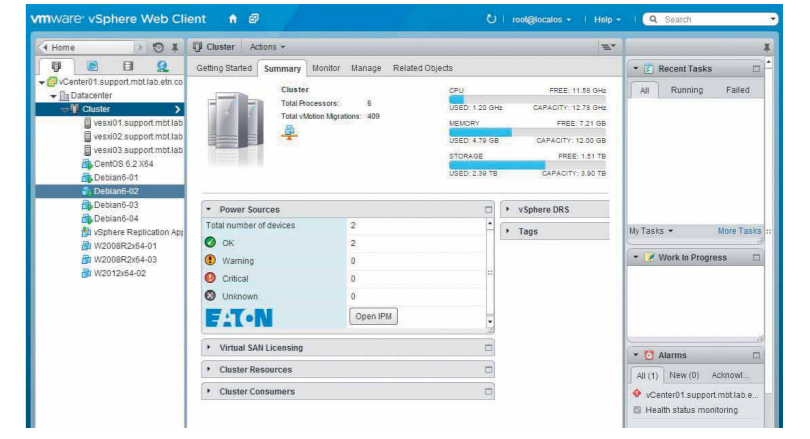 vmware® vSphere Web Client
root@localos
Help
Search
Home
vCenter01.support.mbt.lab.etn.co
Datacenter
Cluster
vesxi01.support.mbt.lab
vesxi02.support.mbt.lab
vesxi03.support.mbt.lab
CentOS 6.2 X64
Debian6-01
Debian6-02
Debian6-03
Debian6-04
vSphere Replication App
W2008R2x64-01
W2008R2x64-03
W2012x64-02
Cluster Actions
Getting Started Summary Monitor Manage Related Objects
Cluster
Total Processors: 6
Total vMotion Migrations: 409
CPU FREE: 11.58 GHz
USED: 1.20 GHz CAPACITY: 12.78 GHz
MEMORY FREE: 7.21 GB
USED: 4.79 GB CAPACITY: 12.00 GB
STORAGE FREE: 1.51 TB
USED: 2.39 TB CAPACITY: 3.90 TB
Power Sources
Total number of devices 2
OK 2
Warning 0
Critical 0
Unknown 0
EATON Open IPM
Virtual SAN Licensing
Cluster Resources
Cluster Consumers
vSphere DRS
Tags
Recent Tasks
All Running Failed
My Tasks More Tasks
Work In Progress
Alarms
All (1) New (0) Acknowl...
vCenter01.support.mbt.lab.e...
Health status monitoring